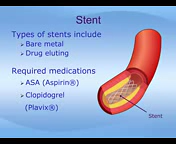 Stent
Types of stents include
Bare metal
Drug eluting
Required medications
ASA (Aspirin®)
Clopidogrel
(Plavix®)
Stent